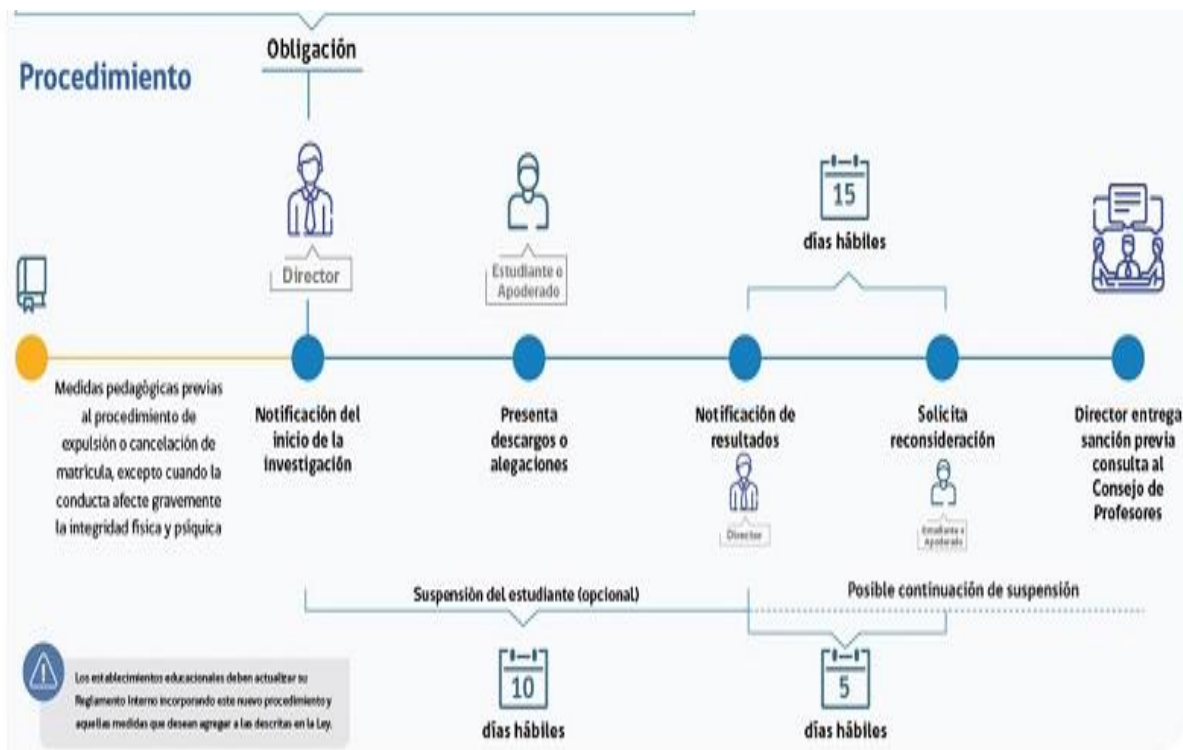 Obligación
Procedimiento
Director
Estudiante o
Apoderado
15
días hábiles
Medidas pedagógicas previas
al procedimiento de
expulsión o cancelación de
matrícula, excepto cuando la
conducta afecte gravemente
la integridad física y psíquica
Notificación del
inicio de la
investigación
Presenta
descargos o
alegaciones
Notificación de
resultados
Director
Solicita
reconsideración
Estudiante o
Apoderado
Director entrega
sanción previa
consulta al
Consejo de
Profesores
Suspensión del estudiante (opcional)
Posible continuación de suspensión
10
días hábiles
5
días hábiles
Los establecimientos educacionales deben actualizar su
Reglamento Interno incorporando este nuevo procedimiento y
aquellas medidas que desean agregar a las descritas en la Ley.